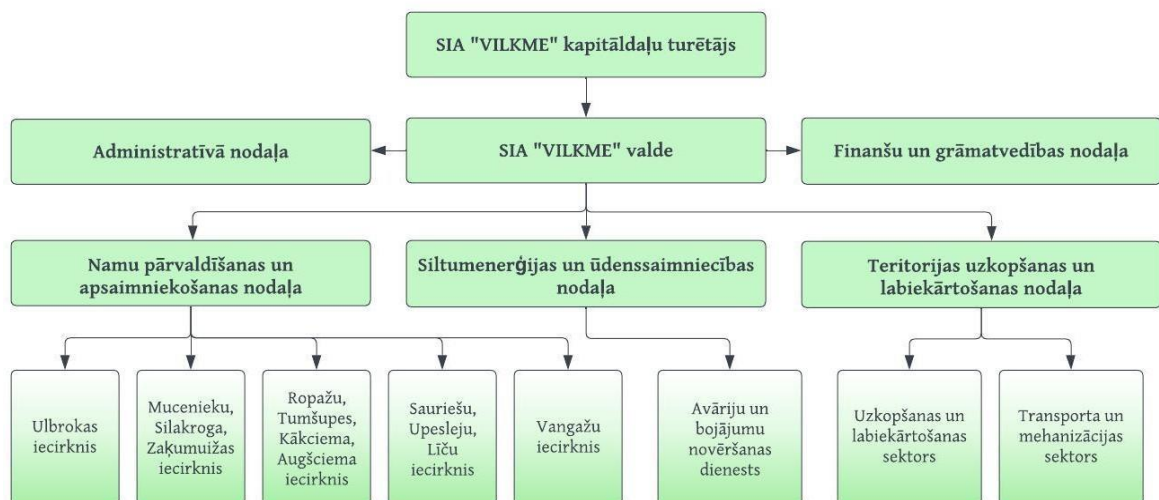 SIA "VILKME" kapitāldaļu turētājs
Administratīvā nodaļa
SIA "VILKME" valde
Finanšu un grāmatvedības nodaļa
Namu pārvaldīšanas un
apsaimniekošanas nodaļa
Siltumenerģijas un ūdenssaimniecības
nodaļa
Teritorijas uzkopšanas un
labiekārtošanas nodaļa
Ulbrokas
iecirknis
Mucenieku,
Silakroga,
Zaķumuižas
iecirknis
Ropažu,
Tumšupes,
Kākciema,
Augšciema
iecirknis
Sauriešu,
Upesleju,
Līču
iecirknis
Vangažu
iecirknis
Avāriju un
bojājumu
novēršanas
dienests
Uzkopšanas un
labiekārtošanas
sektors
Transporta un
mehanizācijas
sektors